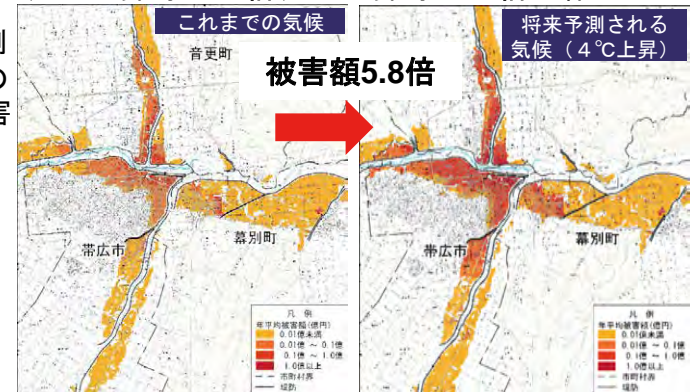 これまでの気候
音更町
測
の
害
被害額5.8倍
将来予測される
気候（４℃上昇）
帯広市
幕別町
凡 例
年平均被害額(億円)
0.01億未満
0.01億 ～ 0.1億
0.1億 ～ 1.0億
1.0億以上
市町村界
堤防
帯広市
幕別町
凡 例
年平均被害額(億円)
0.01億未満
0.01億 ～ 0.1億
0.1億 ～ 1.0億
1.0億以上
市町村界
堤防